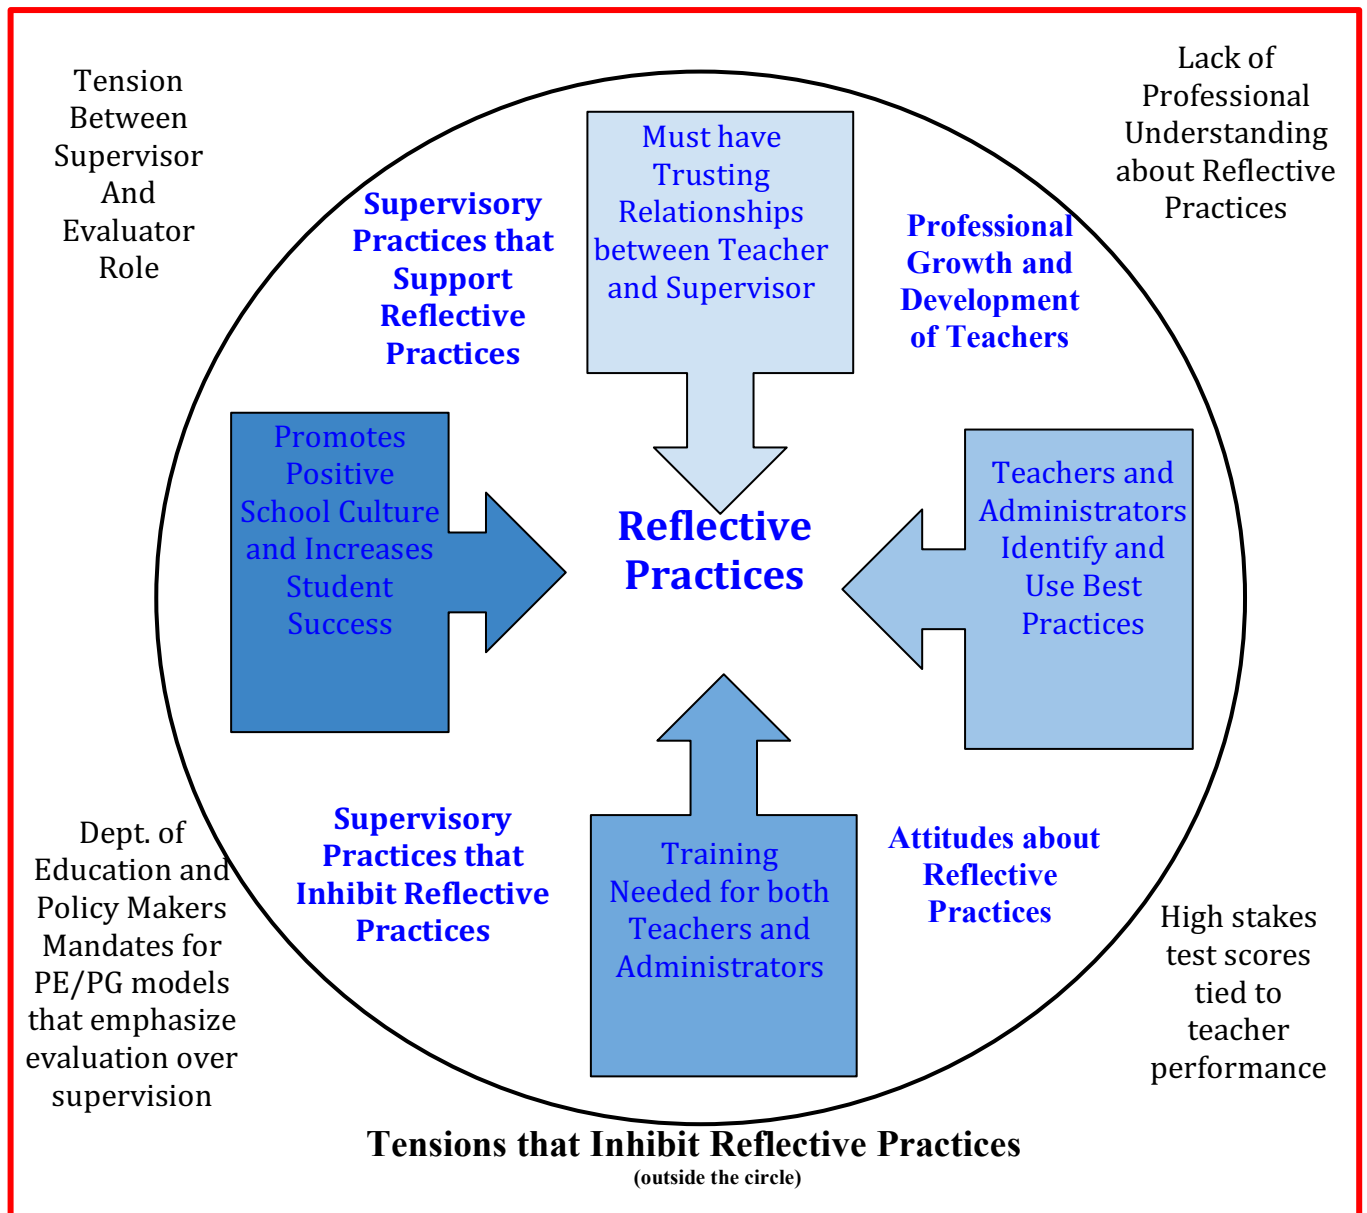 Tension
Between
Supervisor
And
Evaluator
Role
Lack of
Professional
Understanding
about Reflective
Practices
Must have
Trusting
Relationships
between Teacher
and Supervisor
Supervisory
Practices that
Support
Reflective
Practices
Professional
Growth and
Development
of Teachers
Promotes
Positive
School Culture
and Increases
Student
Success
Reflective
Practices
Teachers and
Administrators
Identify and
Use Best
Practices
Supervisory
Practices that
Inhibit Reflective
Practices
Training
Needed for both
Teachers and
Administrators
Attitudes about
Reflective
Practices
Dept. of
Education and
Policy Makers
Mandates for
PE/PG models
that emphasize
evaluation over
supervision
High stakes
test scores
tied to
teacher
performance
Tensions that Inhibit Reflective Practices
(outside the circle)